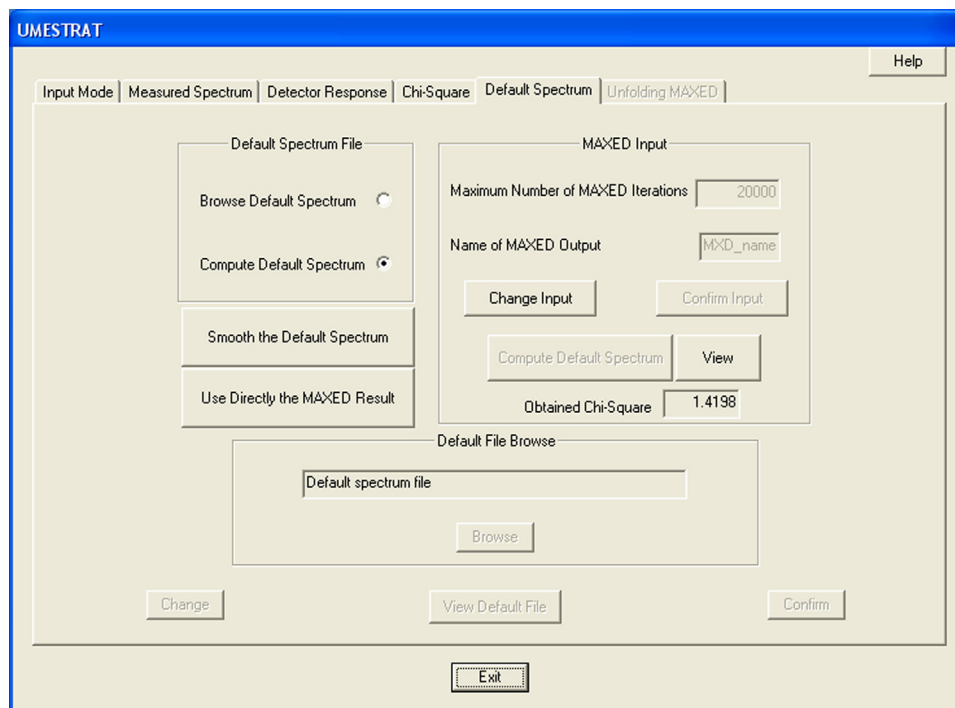 UMESTRAT
Help
Input Mode Measured Spectrum Detector Response Chi-Square Default Spectrum Unfolding MAXED
Default Spectrum File
Browse Default Spectrum
Compute Default Spectrum
Smooth the Default Spectrum
Use Directly the MAXED Result
MAXED Input
Maximum Number of MAXED Iterations 20000
Name of MAXED Output MXD_name
Change Input Confirm Input
Compute Default Spectrum View
Obtained Chi-Square 1.4198
Default File Browse
Default spectrum file
Browse
Change View Default File Confirm
Exit